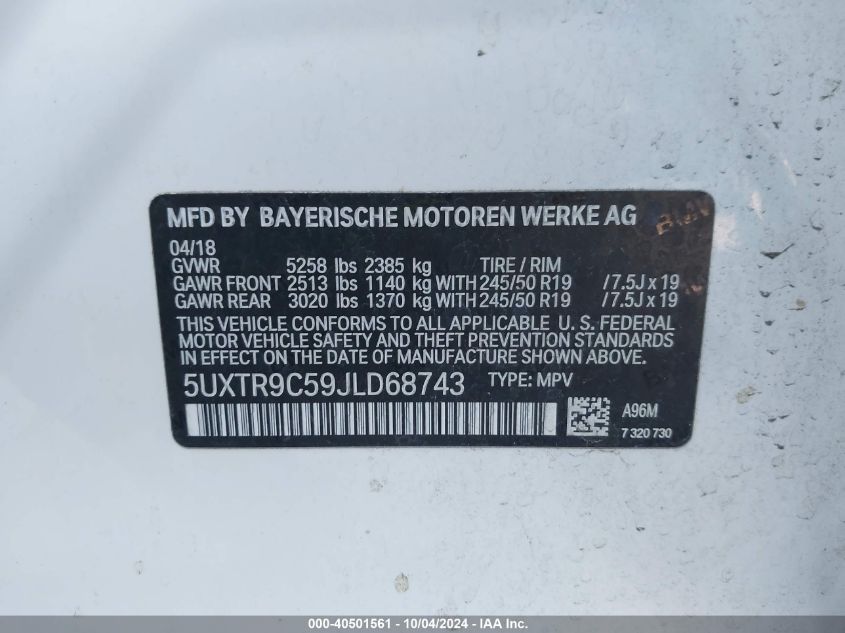 MFD BY BAYERISCHE MOTOREN WERKE AG
04/18
GVWR 5258 lbs 2385 kg TIRE / RIM
GAWR FRONT 2513 lbs 1140 kg WITH 245/50 R19 /7.5J x 19
GAWR REAR 3020 lbs 1370 kg WITH 245/50 R19 /7.5J x 19
THIS VEHICLE CONFORMS TO ALL APPLICABLE U. S. FEDERAL
MOTOR VEHICLE SAFETY AND THEFT PREVENTION STANDARDS
IN EFFECT ON THE DATE OF MANUFACTURE SHOWN ABOVE.
5UXTR9C59JLD68743 TYPE: MPV
A96M
7 320 730
000-40501561 - 10/04/2024 - IAA Inc.